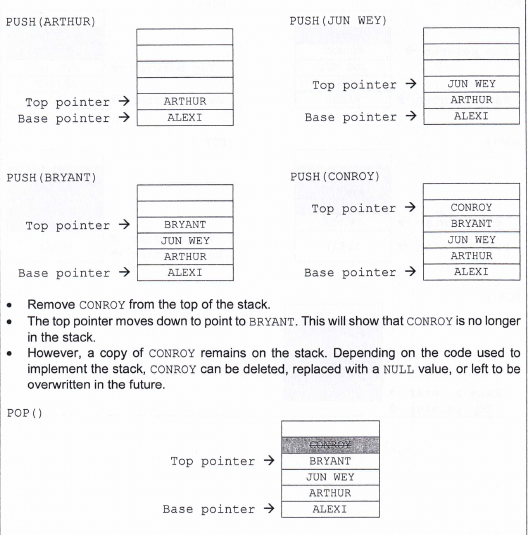 PUSH(ARTHUR)
Top pointer → ARTHUR
Base pointer → ALEXI
PUSH(JUN WEY)
Top pointer → JUN WEY
ARTHUR
Base pointer → ALEXI
PUSH(BRYANT)
Top pointer → BRYANT
JUN WEY
ARTHUR
Base pointer → ALEXI
PUSH(CONROY)
Top pointer → CONROY
BRYANT
JUN WEY
ARTHUR
Base pointer → ALEXI
• Remove CONROY from the top of the stack.
• The top pointer moves down to point to BRYANT. This will show that CONROY is no longer
in the stack.
• However, a copy of CONROY remains on the stack. Depending on the code used to
implement the stack, CONROY can be deleted, replaced with a NULL value, or left to be
overwritten in the future.
POP()
CONROY
Top pointer → BRYANT
JUN WEY
ARTHUR
Base pointer → ALEXI